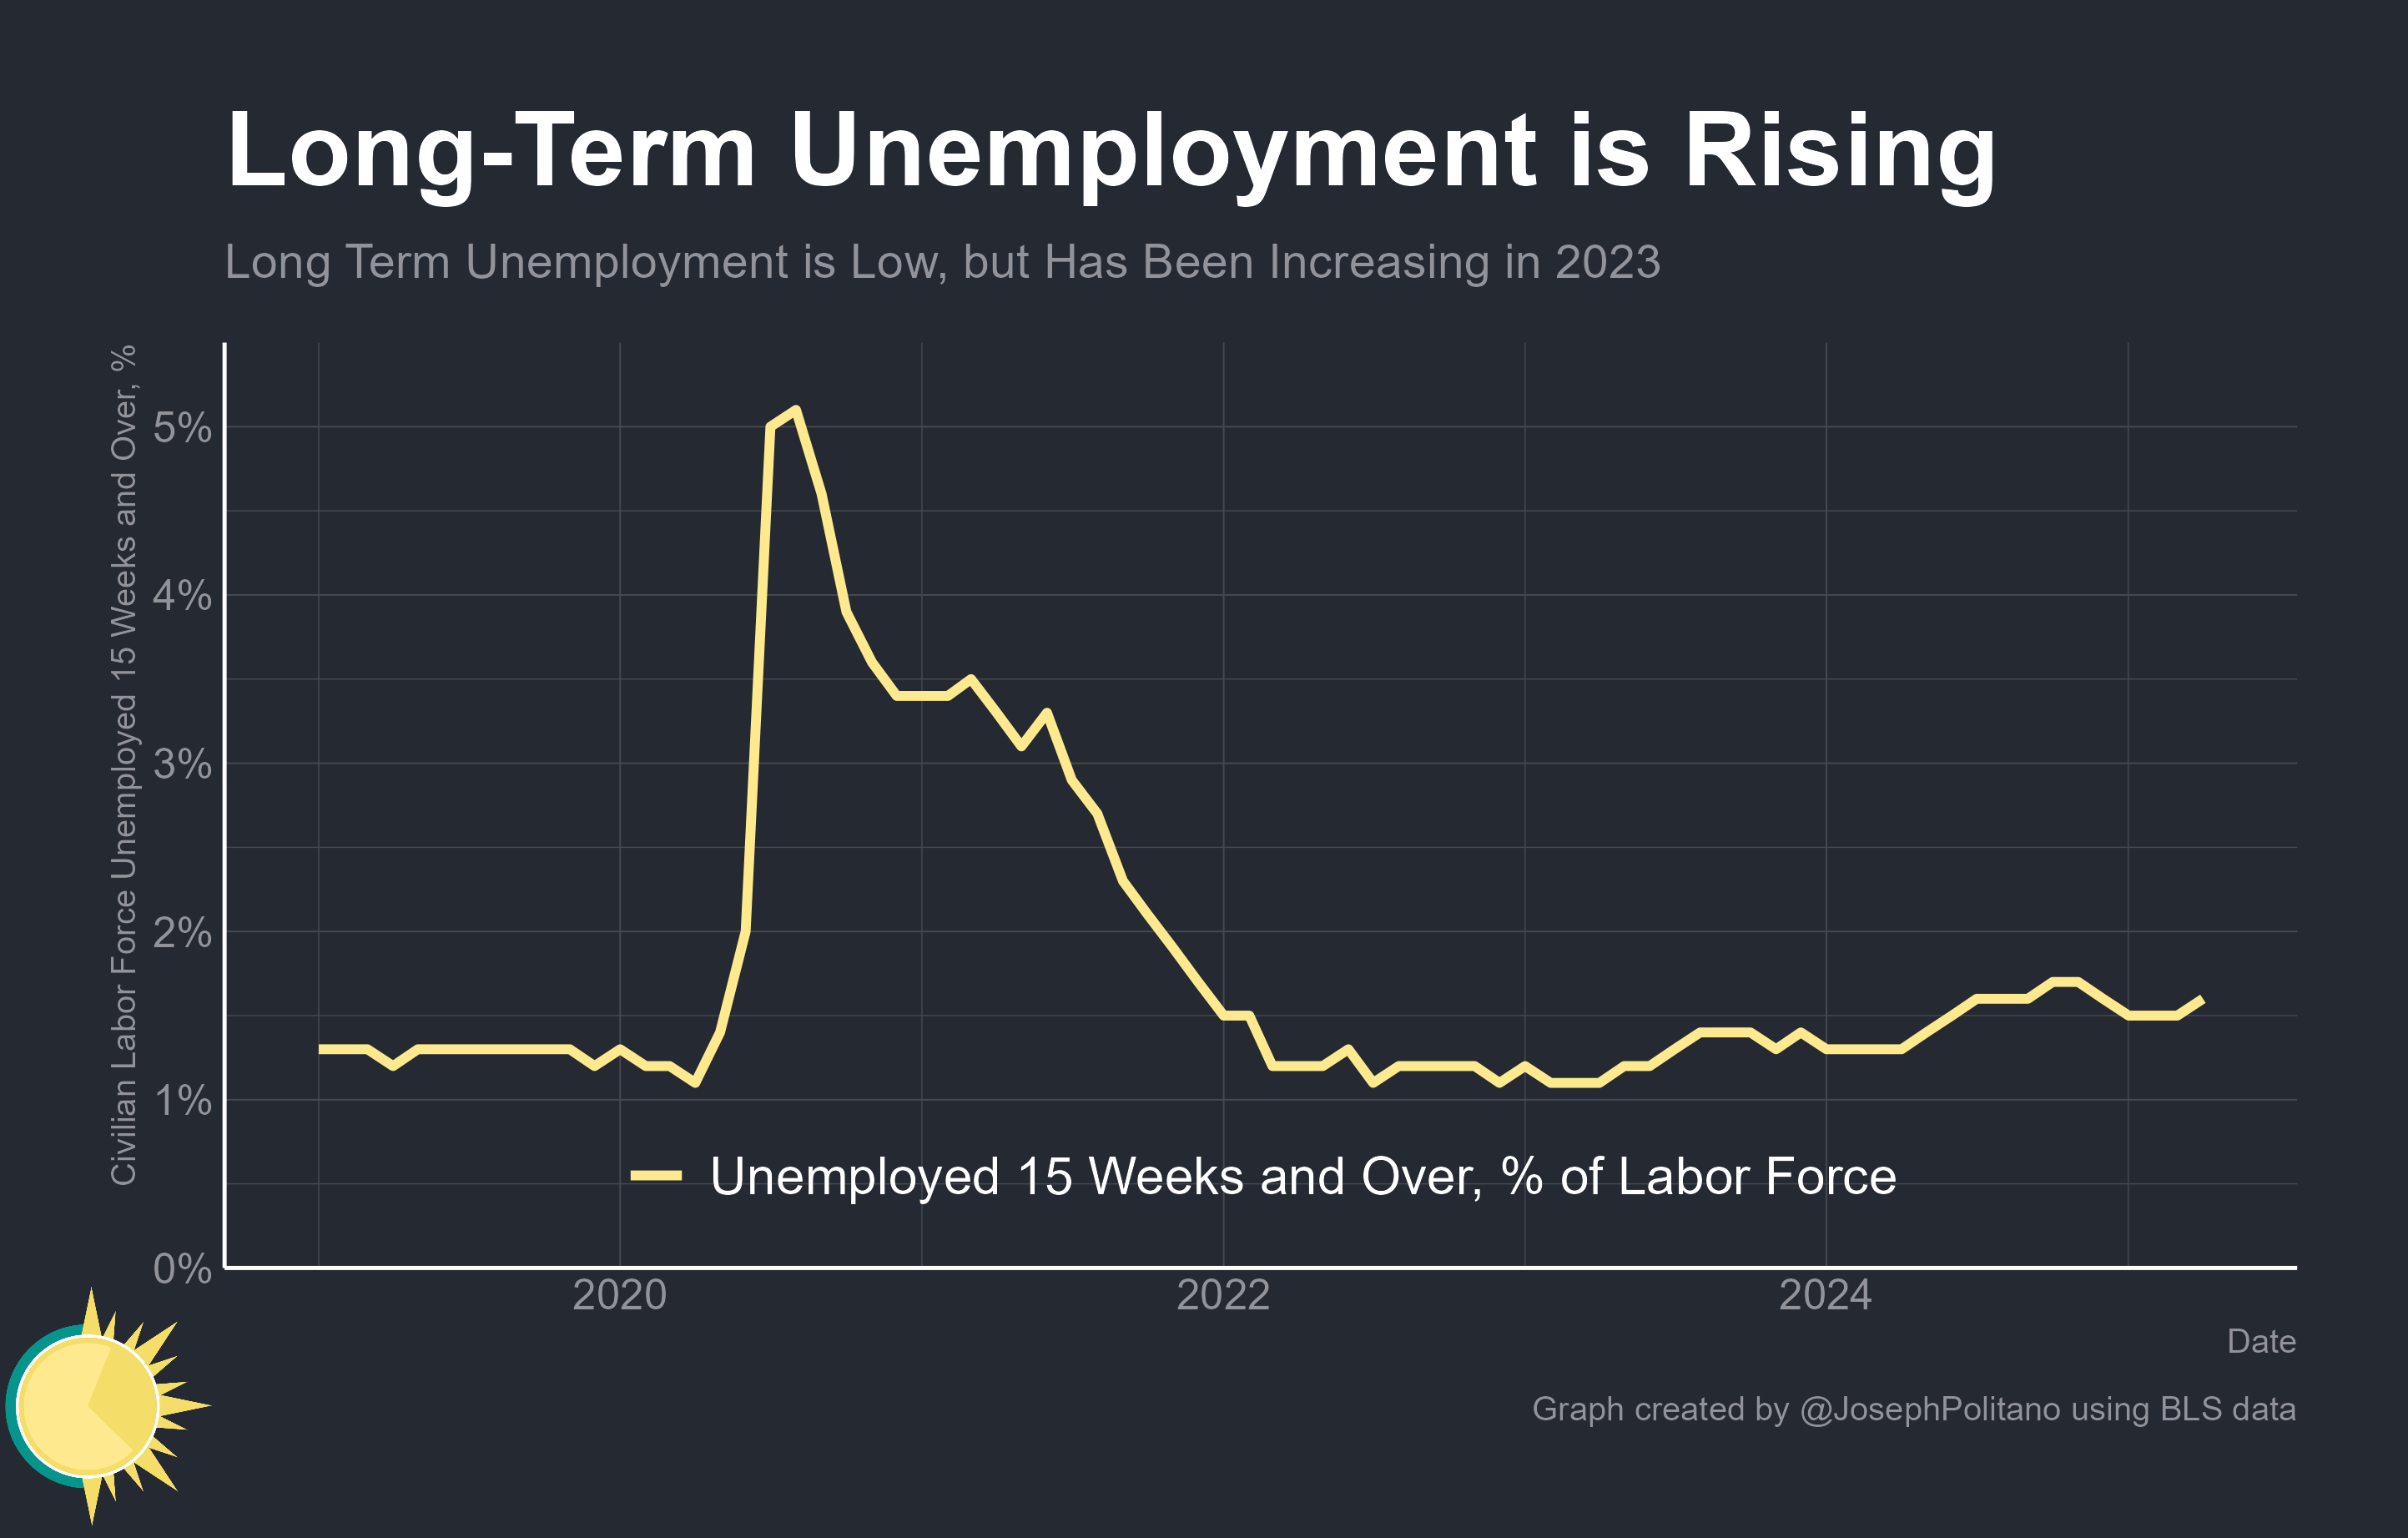 Long-Term Unemployment is Rising
Long Term Unemployment is Low, but Has Been Increasing in 2023
Civilian Labor Force Unemployed 15 Weeks and Over, %
5%
4%
3%
2%
1%
0%
Unemployed 15 Weeks and Over, % of Labor Force
2020 2022 2024
Date
Graph created by @JosephPolitano using BLS data